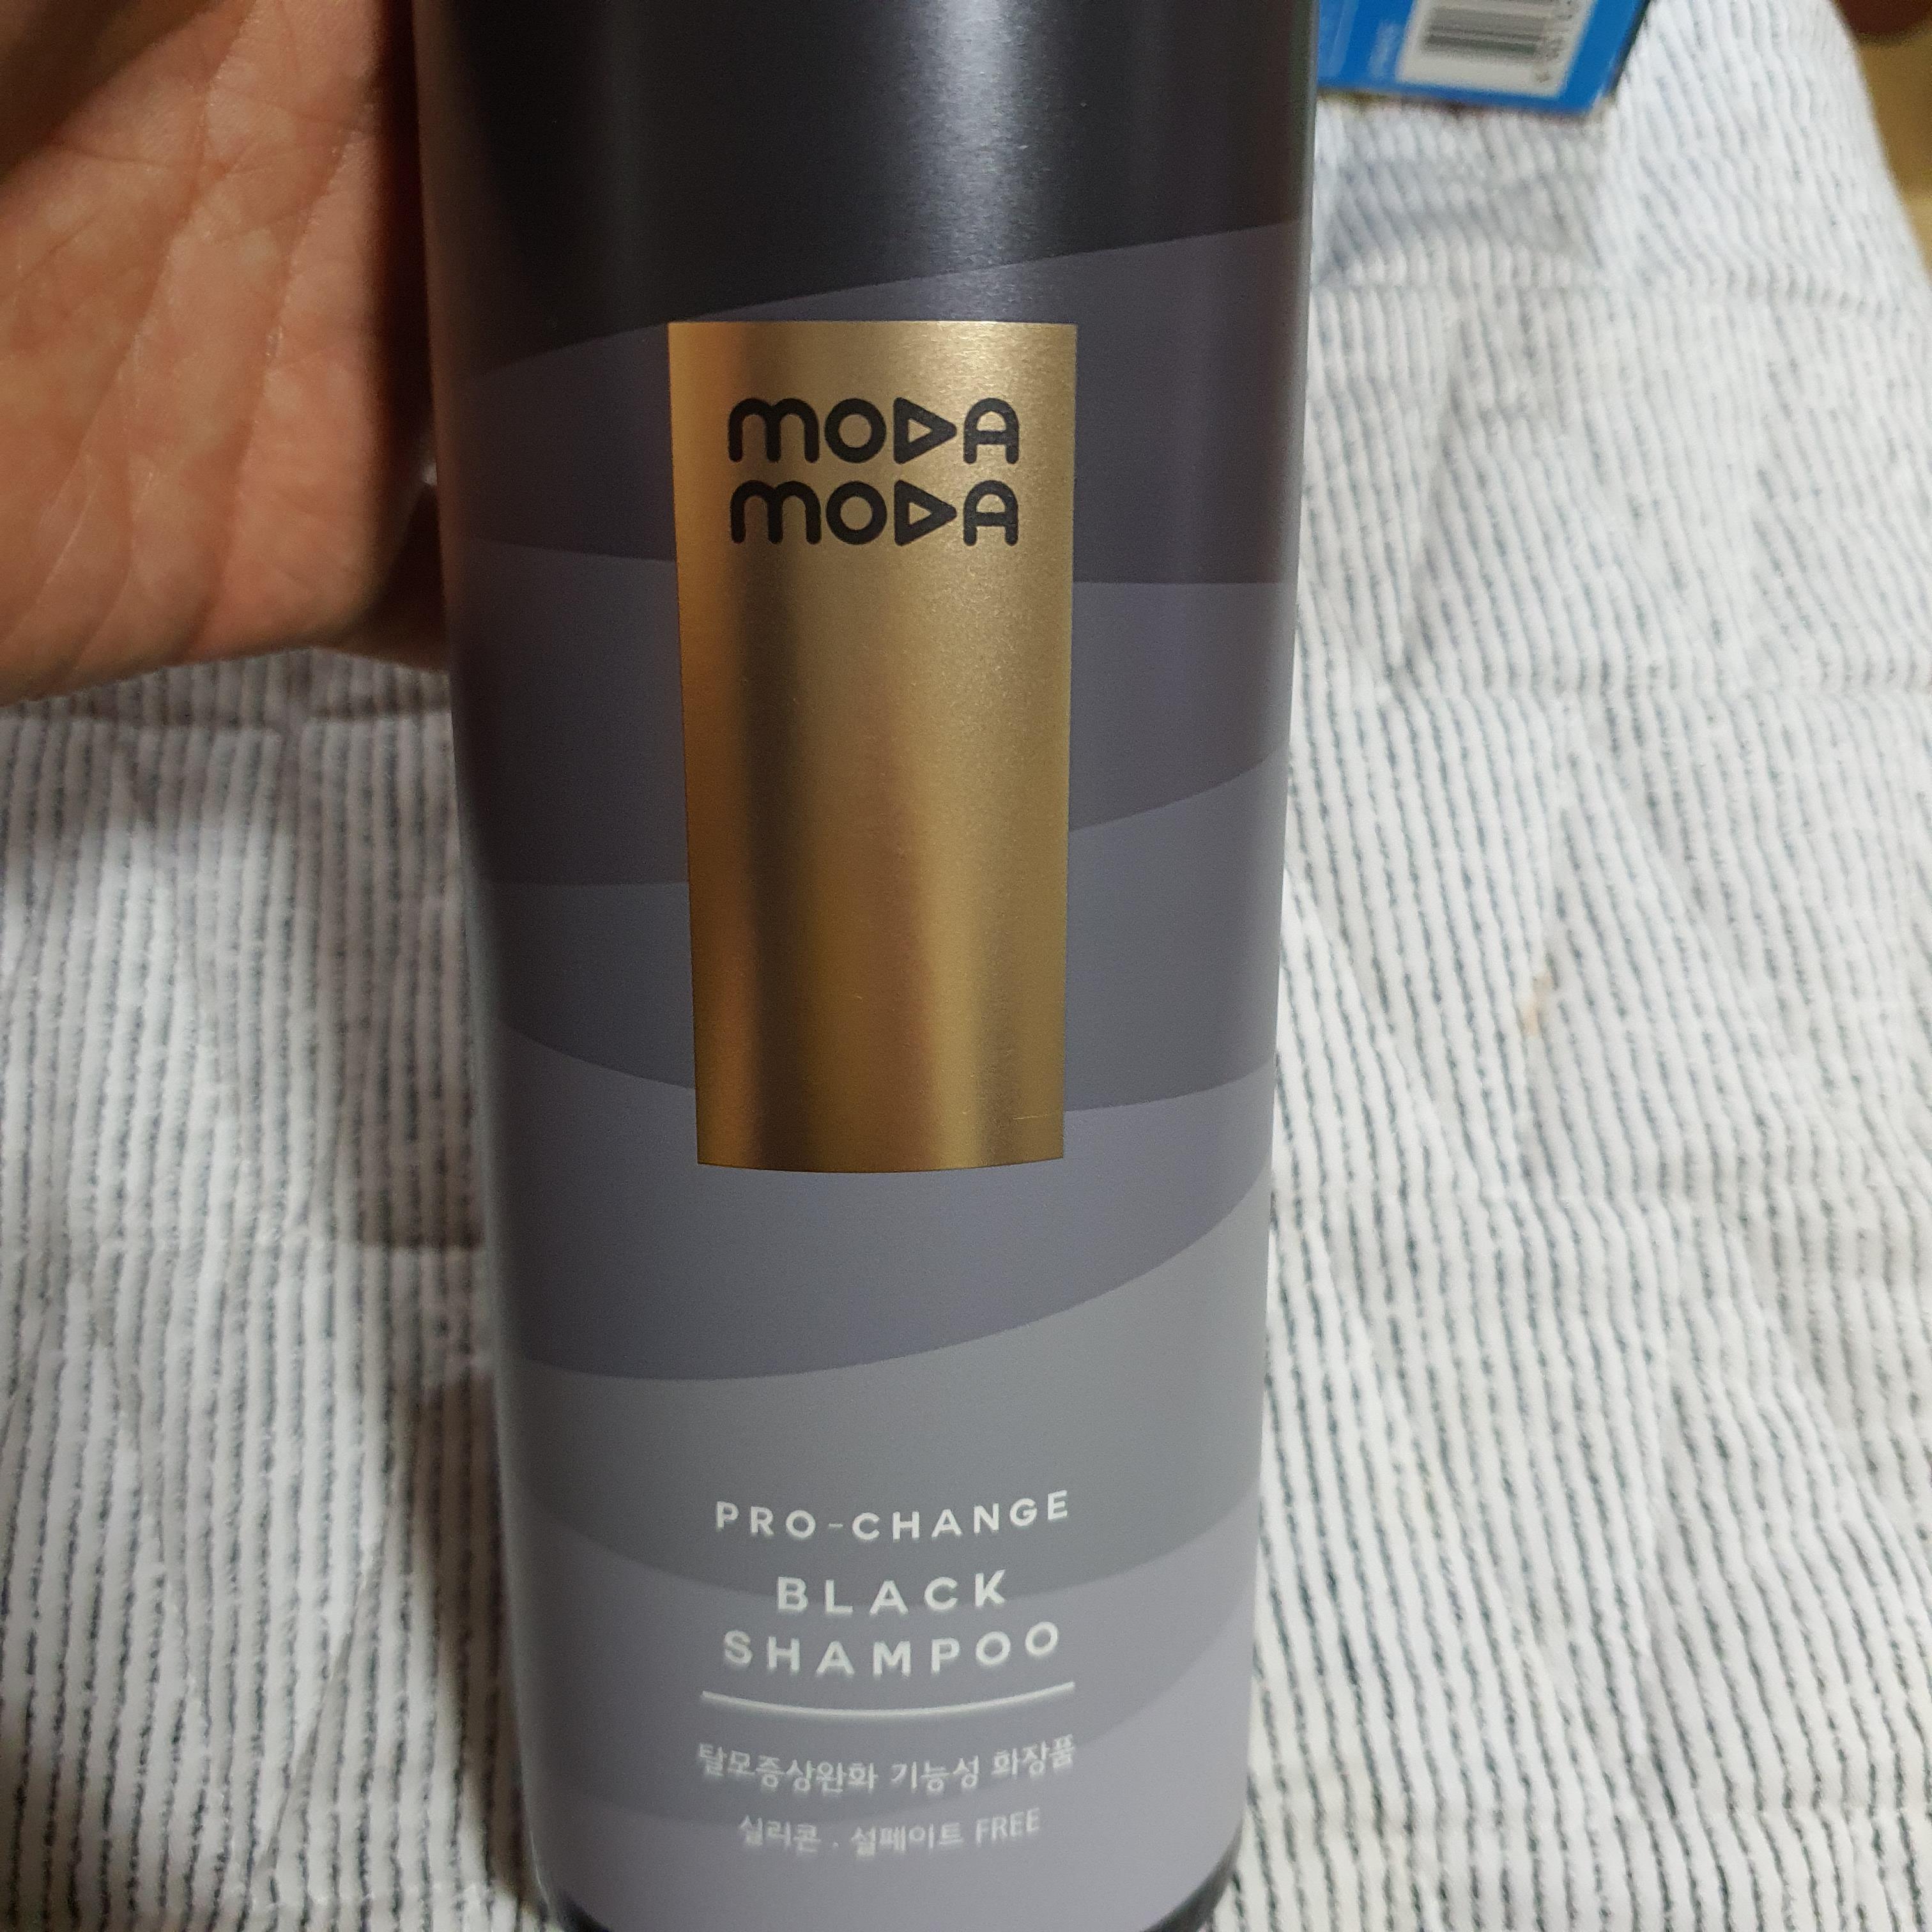 MODA
MODA
PRO-CHANGE
BLACK
SHAMPOO
탈모증상완화 기능성 화장품
실리콘 . 설페이트 FREE